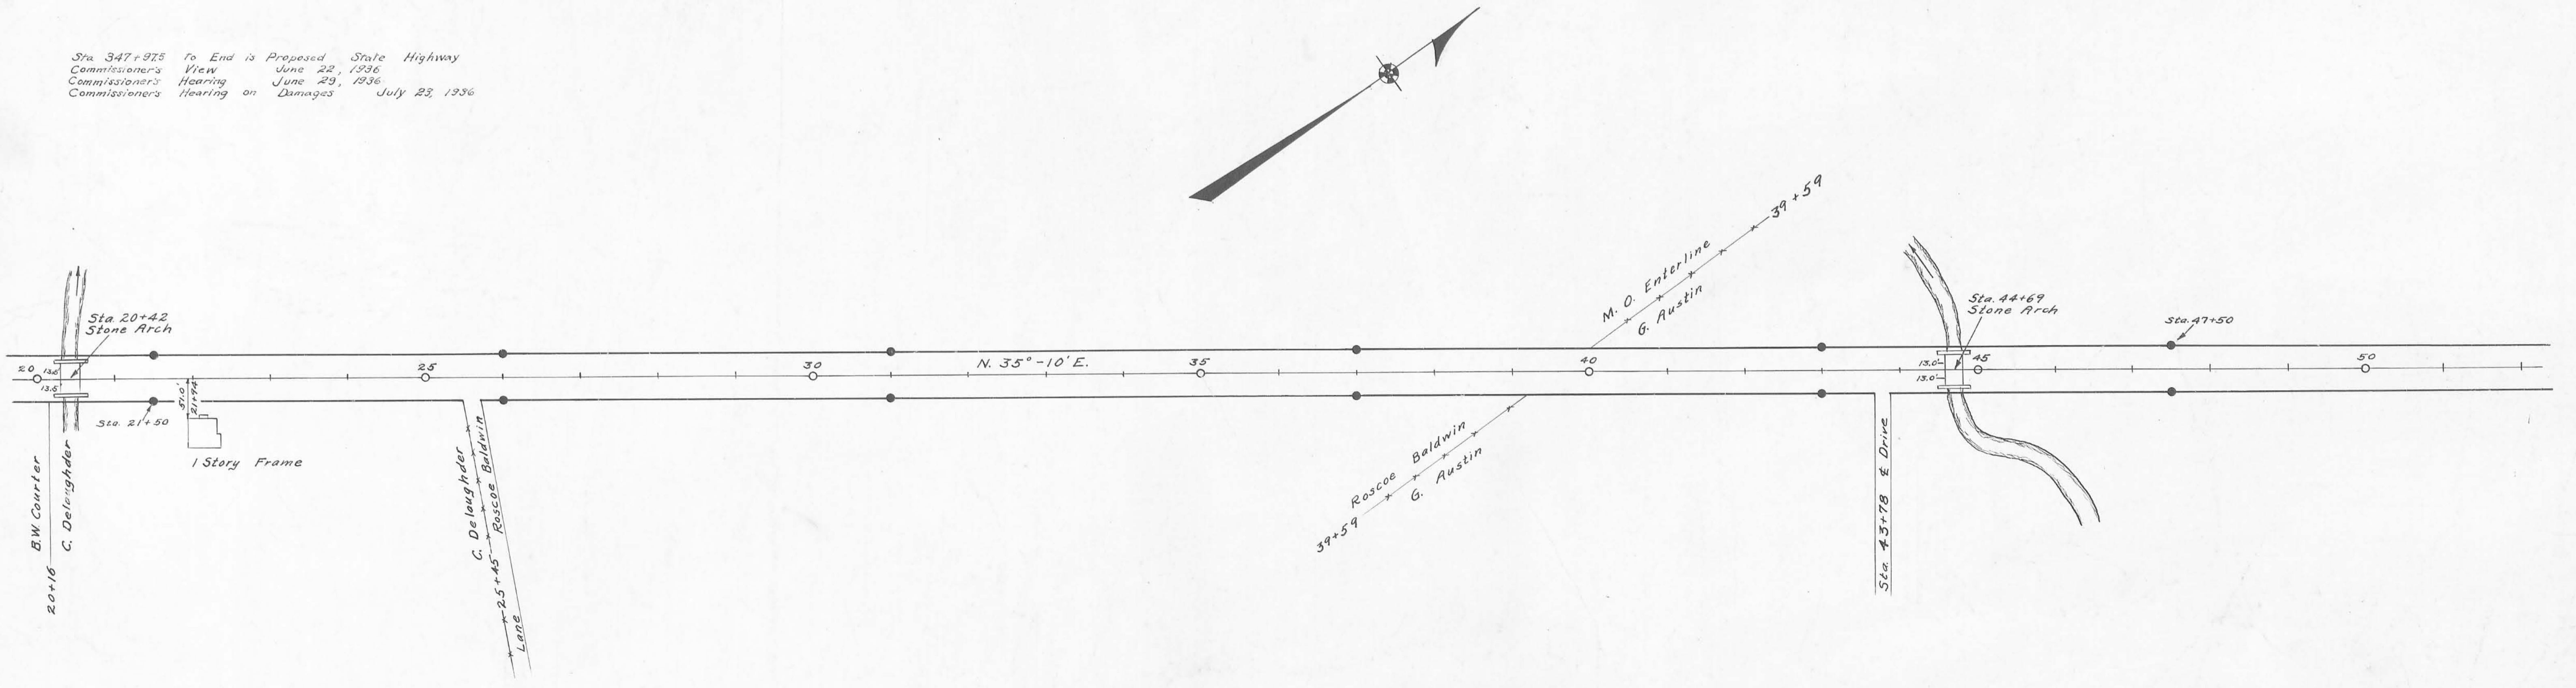 Sta 347+97.5 to End is Proposed State Highway
Commissioner's View June 22, 1936
Commissioner's Hearing June 29, 1936
Commissioner's Hearing on Damages July 23, 1936
39+59
M. O. Enterline
G. Austin
Sta. 20+42
Stone Arch
Sta. 44+69
Stone Arch
Sta. 47+50
20
13.5'
13.5'
25
30
N. 35°-10' E.
35
40
13.0'
13.0'
45
50
51.0'
21+94
Sta. 21+50
1 Story Frame
B.W. Courter
C. Deloughder
20+16
C. Deloughder
Roscoe Baldwin
25+45
Lane
Roscoe Baldwin
G. Austin
39+59
Sta. 43+78 ⅊ Drive